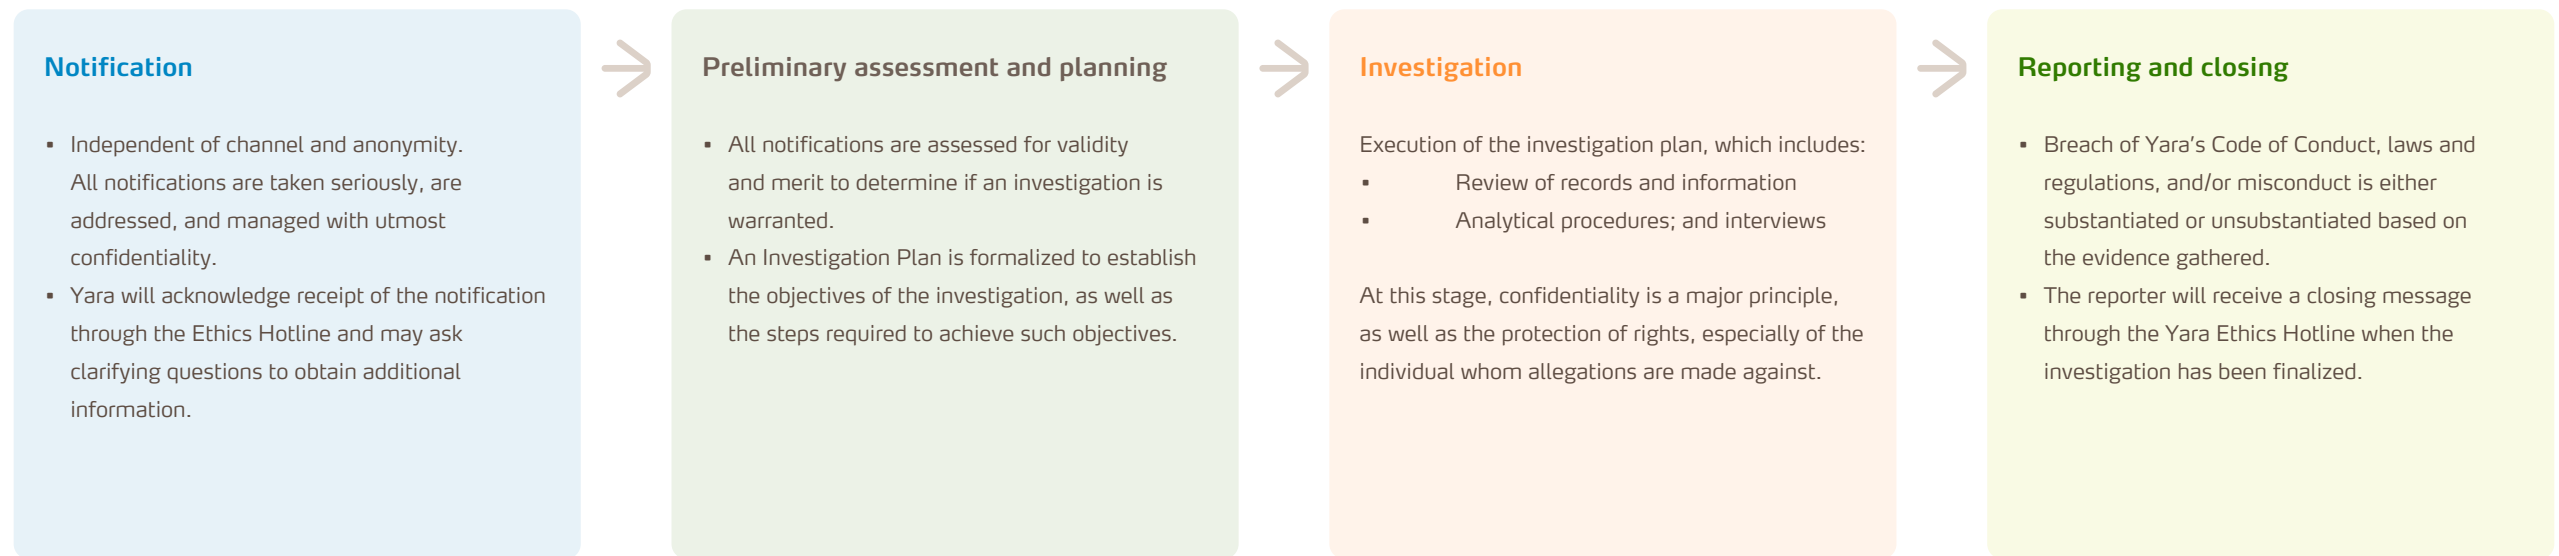 Notification
▪ Independent of channel and anonymity.
All notifications are taken seriously, are
addressed, and managed with utmost
confidentiality.
▪ Yara will acknowledge receipt of the notification
through the Ethics Hotline and may ask
clarifying questions to obtain additional
information.
Preliminary assessment and planning
▪ All notifications are assessed for validity
and merit to determine if an investigation is
warranted.
▪ An Investigation Plan is formalized to establish
the objectives of the investigation, as well as
the steps required to achieve such objectives.
Investigation
Execution of the investigation plan, which includes:
▪ Review of records and information
▪ Analytical procedures; and interviews
At this stage, confidentiality is a major principle,
as well as the protection of rights, especially of the
individual whom allegations are made against.
Reporting and closing
▪ Breach of Yara's Code of Conduct, laws and
regulations, and/or misconduct is either
substantiated or unsubstantiated based on
the evidence gathered.
▪ The reporter will receive a closing message
through the Yara Ethics Hotline when the
investigation has been finalized.